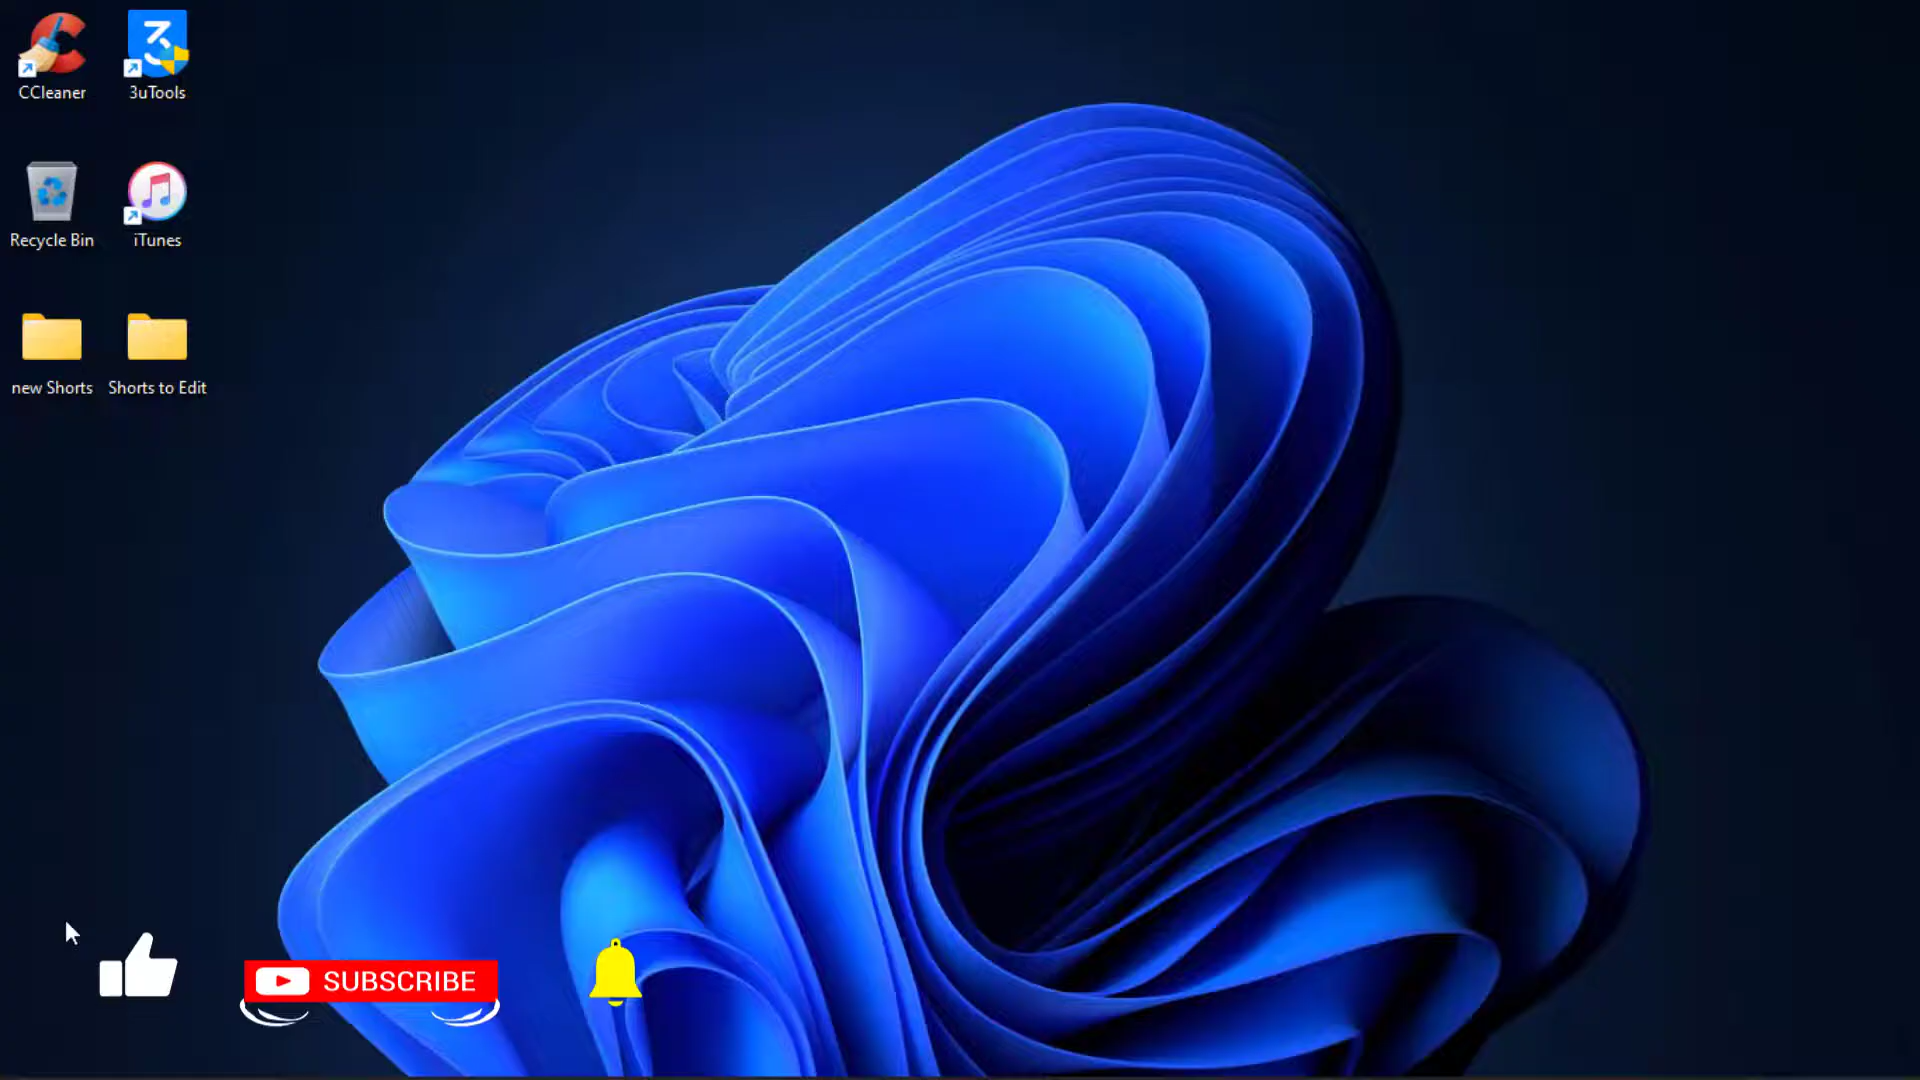 CCleaner
3uTools
Recycle Bin
iTunes
new Shorts
Shorts to Edit
SUBSCRIBE